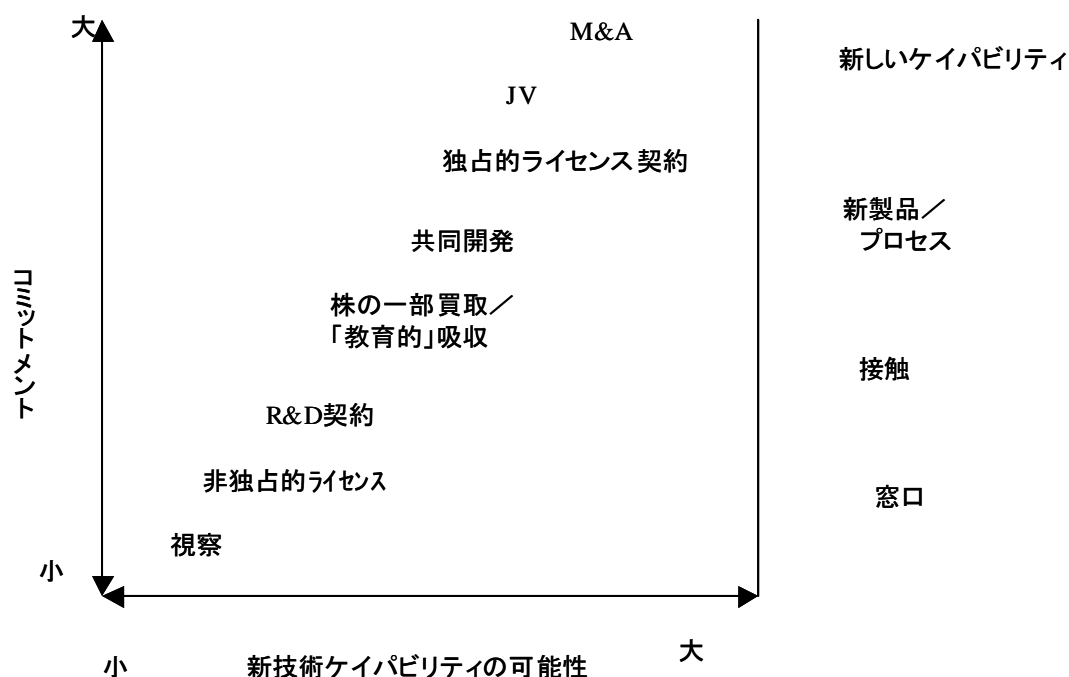 大
M&A
新しいケイパビリティ
JV
独占的ライセンス契約
新製品／
プロセス
共同開発
コミットメント
株の一部買取／
「教育的」吸収
接触
R&D契約
非独占的ライセンス
窓口
視察
小
小
新技術ケイパビリティの可能性
大